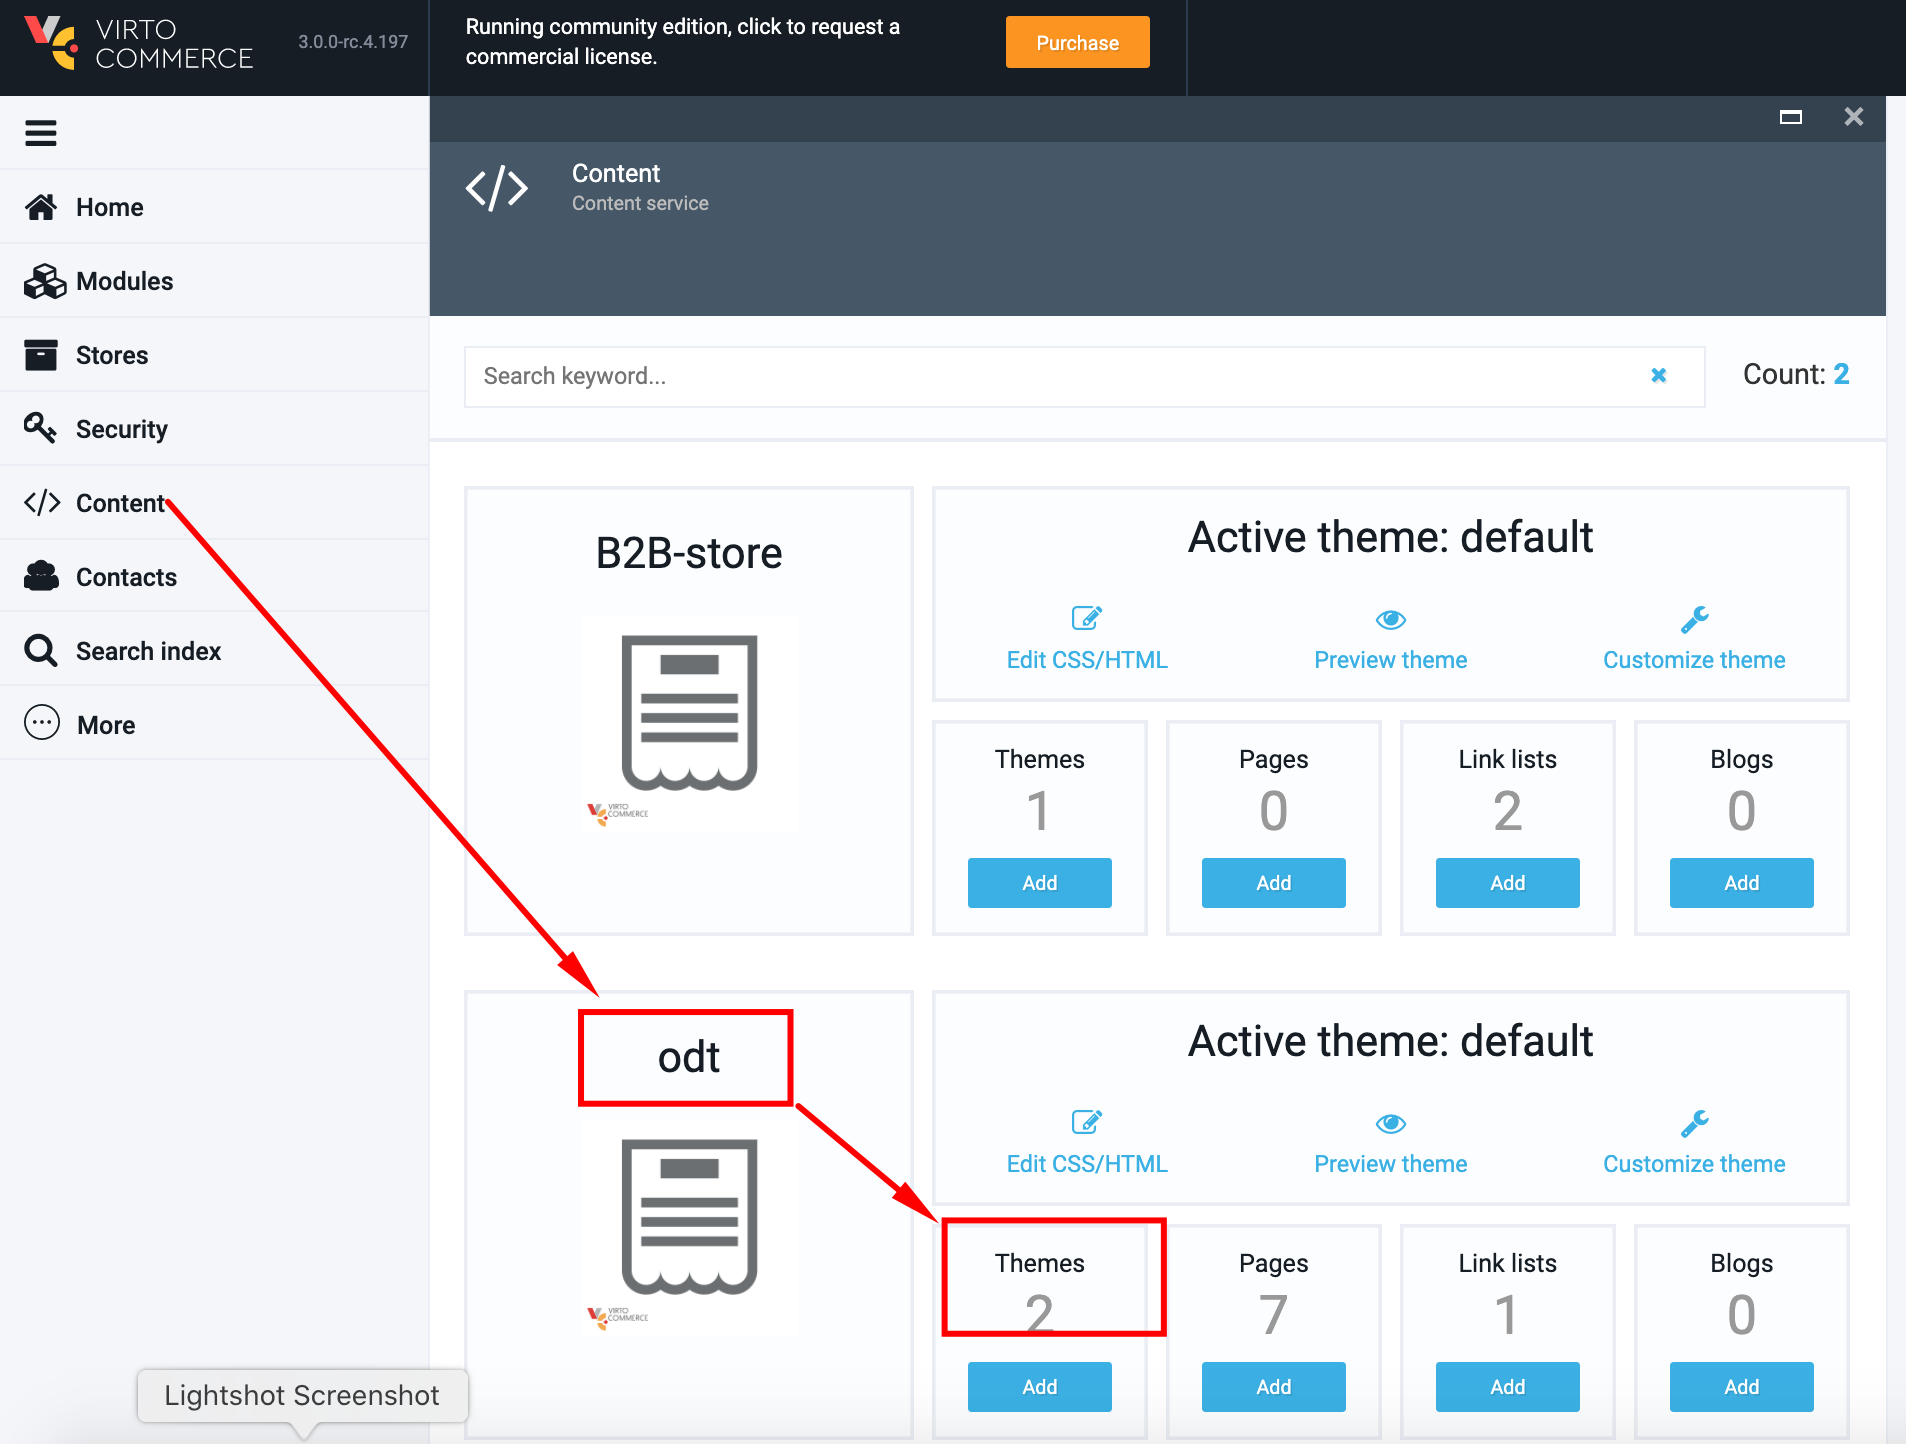 VIRTO
COMMERCE
3.0.0-rc.4.197
Running community edition, click to request a
commercial license.
Purchase
Home
Modules
Stores
Security
Content
Contacts
Search index
More
Content
Content service
Search keyword...
Count: 2
B2B-store
VIRTO
COMMERCE
Active theme: default
Edit CSS/HTML
Preview theme
Customize theme
Themes
1
Add
Pages
0
Add
Link lists
2
Add
Blogs
0
Add
odt
VIRTO
COMMERCE
Active theme: default
Edit CSS/HTML
Preview theme
Customize theme
Themes
2
Add
Pages
7
Add
Link lists
1
Add
Blogs
0
Add
Lightshot Screenshot